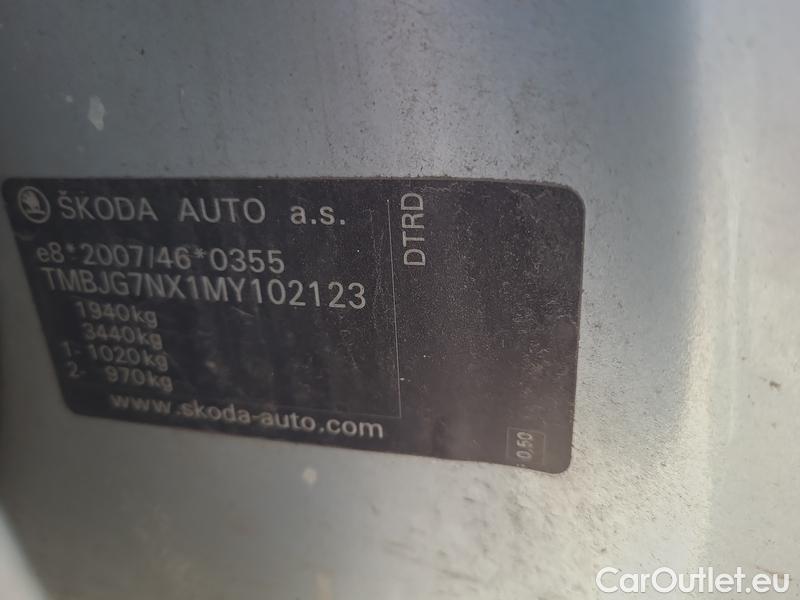 ŠKODA AUTO a.s.
e8*2007/46*0355
TMBJG7NX1MY102123
1940kg
3440kg
1- 1020kg
2- 970kg
www.skoda-auto.com
DTRD
0,50
CarOutlet.eu